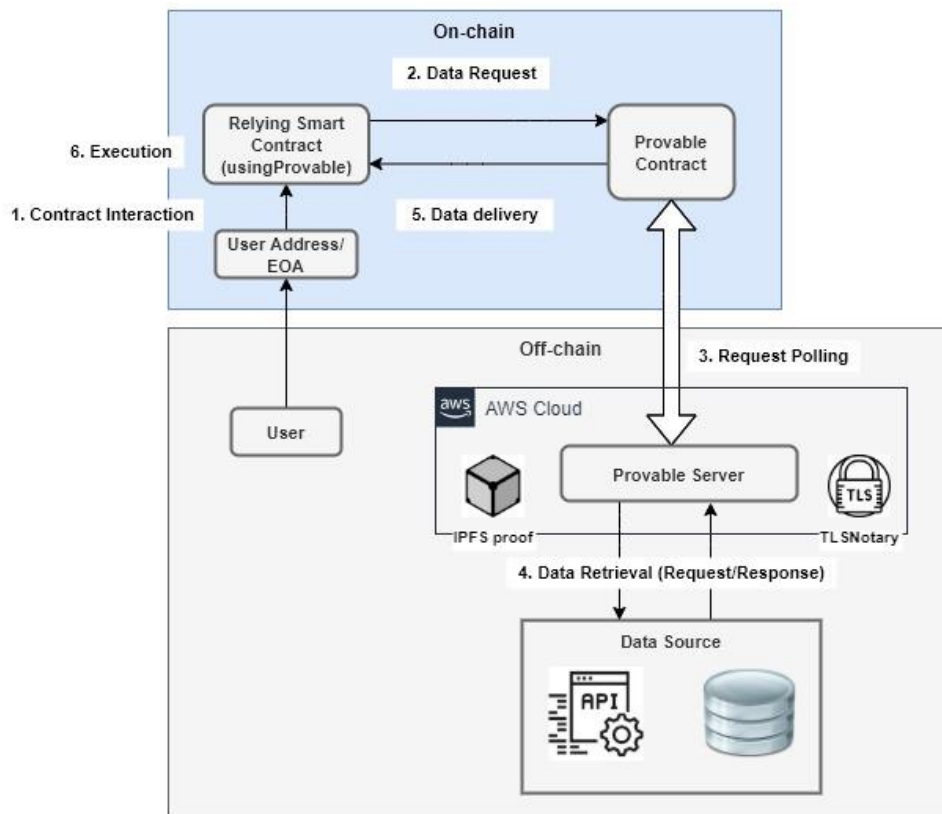 On-chain
2. Data Request
Relying Smart
Contract
(usingProvable)
Provable
Contract
6. Execution
1. Contract Interaction
5. Data delivery
User Address/
EOA
Off-chain
3. Request Polling
aws
AWS Cloud
User
Provable Server
TLS
IPFS proof
TLSNotary
4. Data Retrieval (Request/Response)
Data Source
API